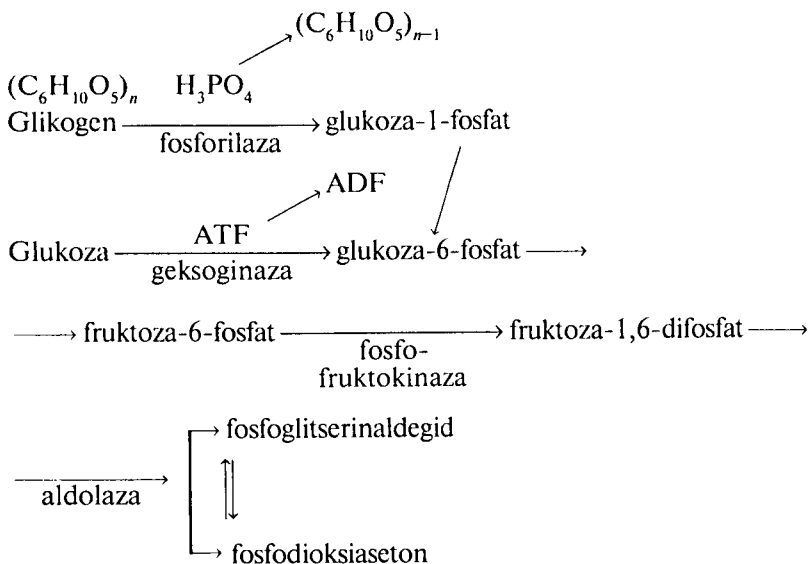 (C₆H₁₀O₅)ₙ₋₁
(C₆H₁₀O₅)ₙ H₃PO₄
Glikogen → glukoza-1-fosfat
fosforilaza
ADF
ATF
Glukoza → glukoza-6-fosfat →
geksoginaza
→ fruktoza-6-fosfat → fruktoza-1,6-difosfat →
fosfo-
fruktokinaza
fosfoglitserinaldegid
→
aldolaza
⇅
fosfodioksiaseton